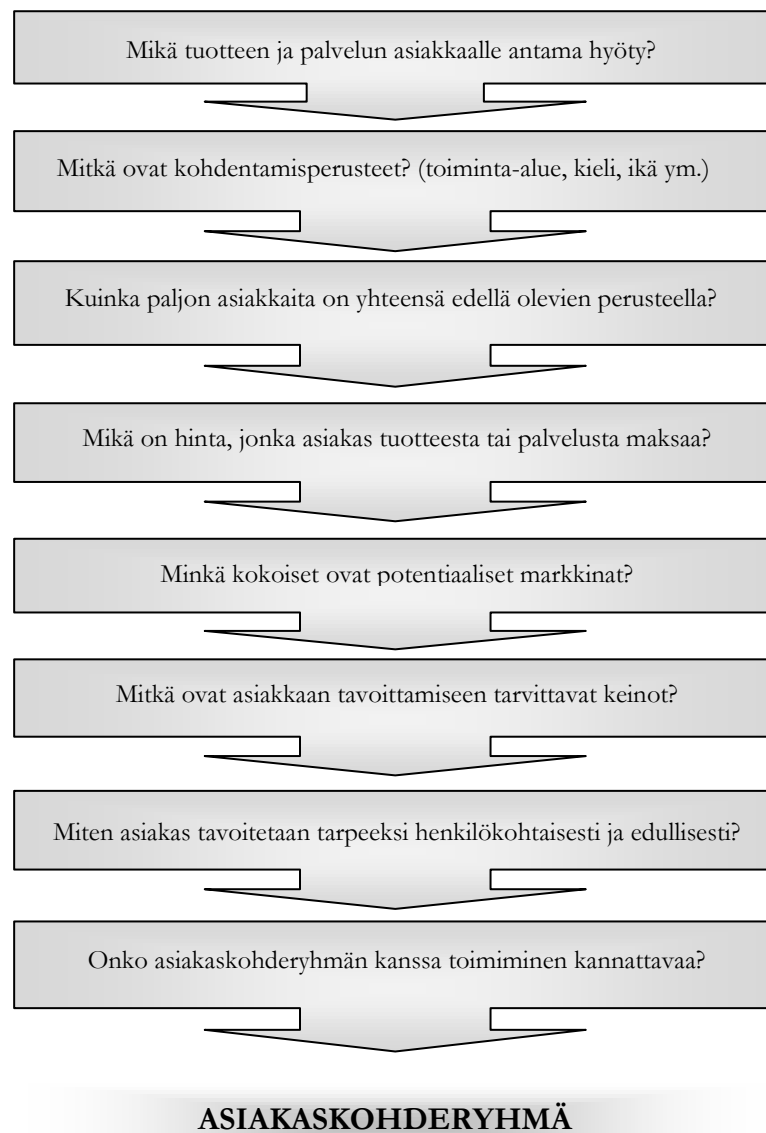 Mikä tuotteen ja palvelun asiakkaalle antama hyöty?
Mitkä ovat kohdentamisperusteet? (toiminta-alue, kieli, ikä ym.)
Kuinka paljon asiakkaita on yhteensä edellä olevien perusteella?
Mikä on hinta, jonka asiakas tuotteesta tai palvelusta maksaa?
Minkä kokoiset ovat potentiaaliset markkinat?
Mitkä ovat asiakkaan tavoittamiseen tarvittavat keinot?
Miten asiakas tavoitetaan tarpeeksi henkilökohtaisesti ja edullisesti?
Onko asiakaskohderyhmän kanssa toimiminen kannattavaa?
ASIAKASKOHDERYHMÄ